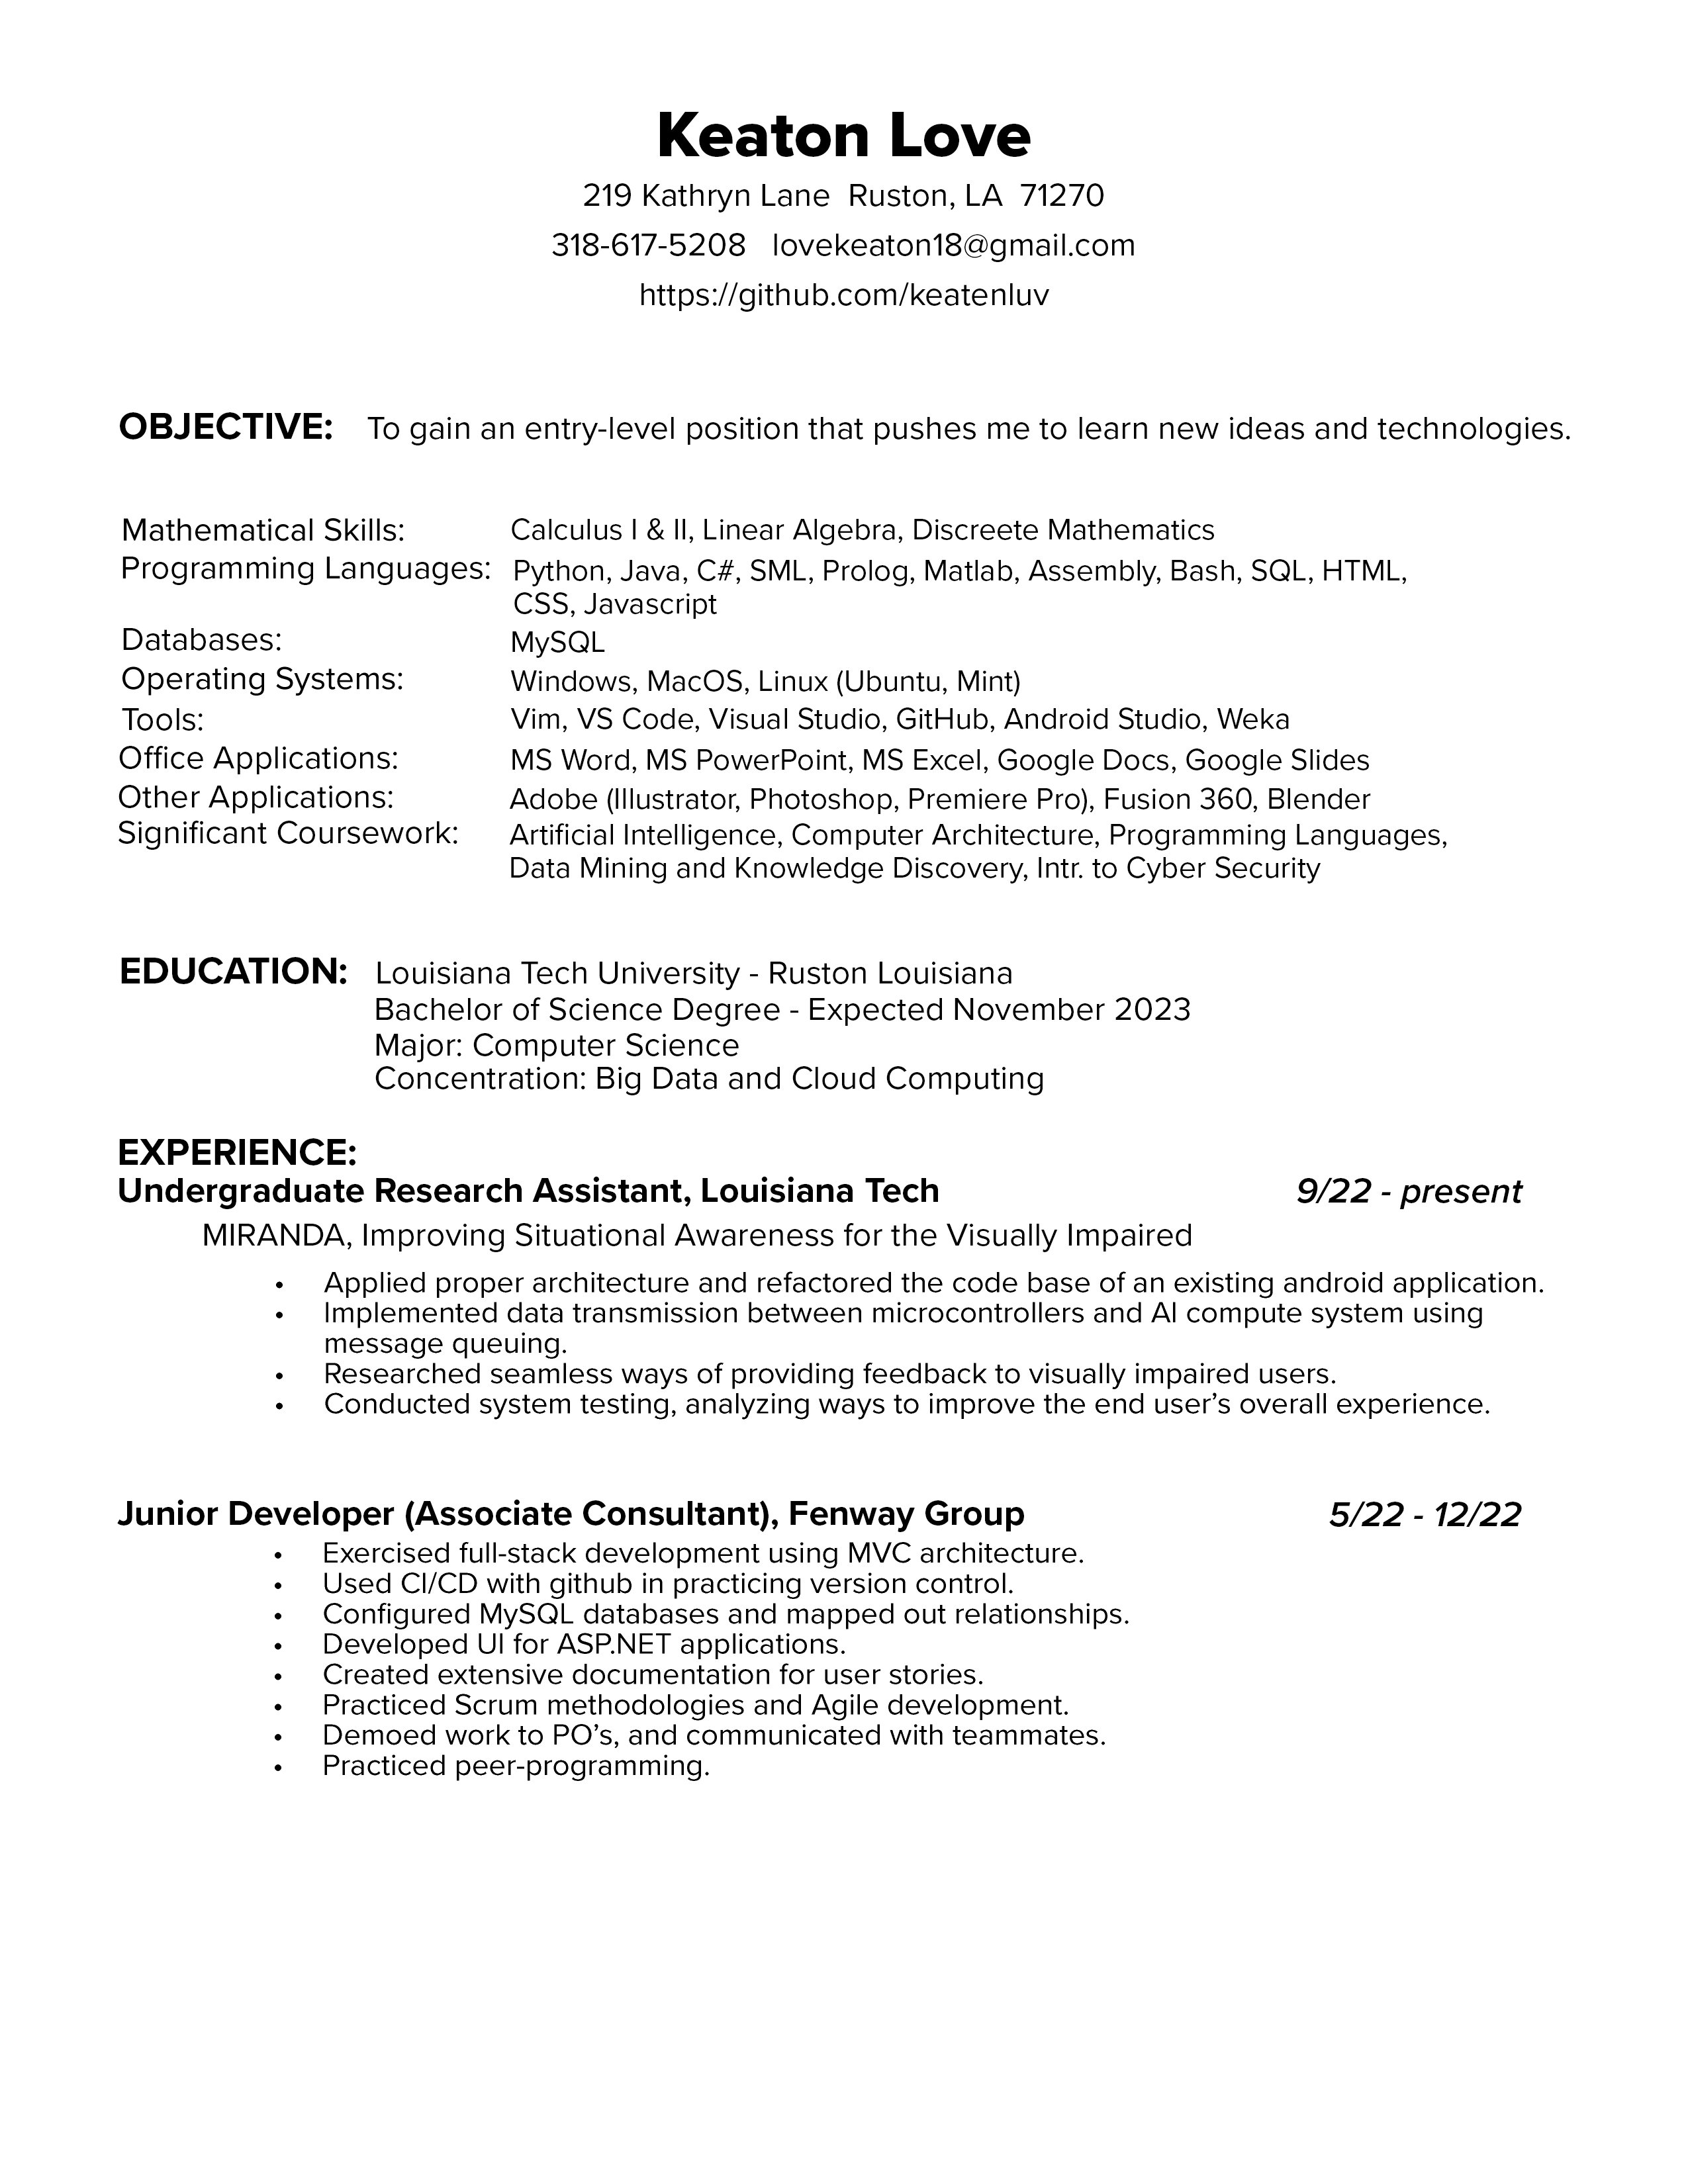 Keaton Love
219 Kathryn Lane  Ruston, LA  71270
318-617-5208   lovekeaton18@gmail.com
https://github.com/keatenluv
OBJECTIVE:   To gain an entry-level position that pushes me to learn new ideas and technologies.
Mathematical Skills:   Calculus I & II, Linear Algebra, Discreete Mathematics
Programming Languages:   Python, Java, C#, SML, Prolog, Matlab, Assembly, Bash, SQL, HTML,
CSS, Javascript
Databases:   MySQL
Operating Systems:   Windows, MacOS, Linux (Ubuntu, Mint)
Tools:   Vim, VS Code, Visual Studio, GitHub, Android Studio, Weka
Office Applications:   MS Word, MS PowerPoint, MS Excel, Google Docs, Google Slides
Other Applications:   Adobe (Illustrator, Photoshop, Premiere Pro), Fusion 360, Blender
Significant Coursework:   Artificial Intelligence, Computer Architecture, Programming Languages,
Data Mining and Knowledge Discovery, Intr. to Cyber Security
EDUCATION:   Louisiana Tech University - Ruston Louisiana
Bachelor of Science Degree - Expected November 2023
Major: Computer Science
Concentration: Big Data and Cloud Computing
EXPERIENCE:
Undergraduate Research Assistant, Louisiana Tech   9/22 - present
MIRANDA, Improving Situational Awareness for the Visually Impaired
• Applied proper architecture and refactored the code base of an existing android application.
• Implemented data transmission between microcontrollers and AI compute system using
message queuing.
• Researched seamless ways of providing feedback to visually impaired users.
• Conducted system testing, analyzing ways to improve the end user’s overall experience.
Junior Developer (Associate Consultant), Fenway Group   5/22 - 12/22
• Exercised full-stack development using MVC architecture.
• Used CI/CD with github in practicing version control.
• Configured MySQL databases and mapped out relationships.
• Developed UI for ASP.NET applications.
• Created extensive documentation for user stories.
• Practiced Scrum methodologies and Agile development.
• Demoed work to PO’s, and communicated with teammates.
• Practiced peer-programming.